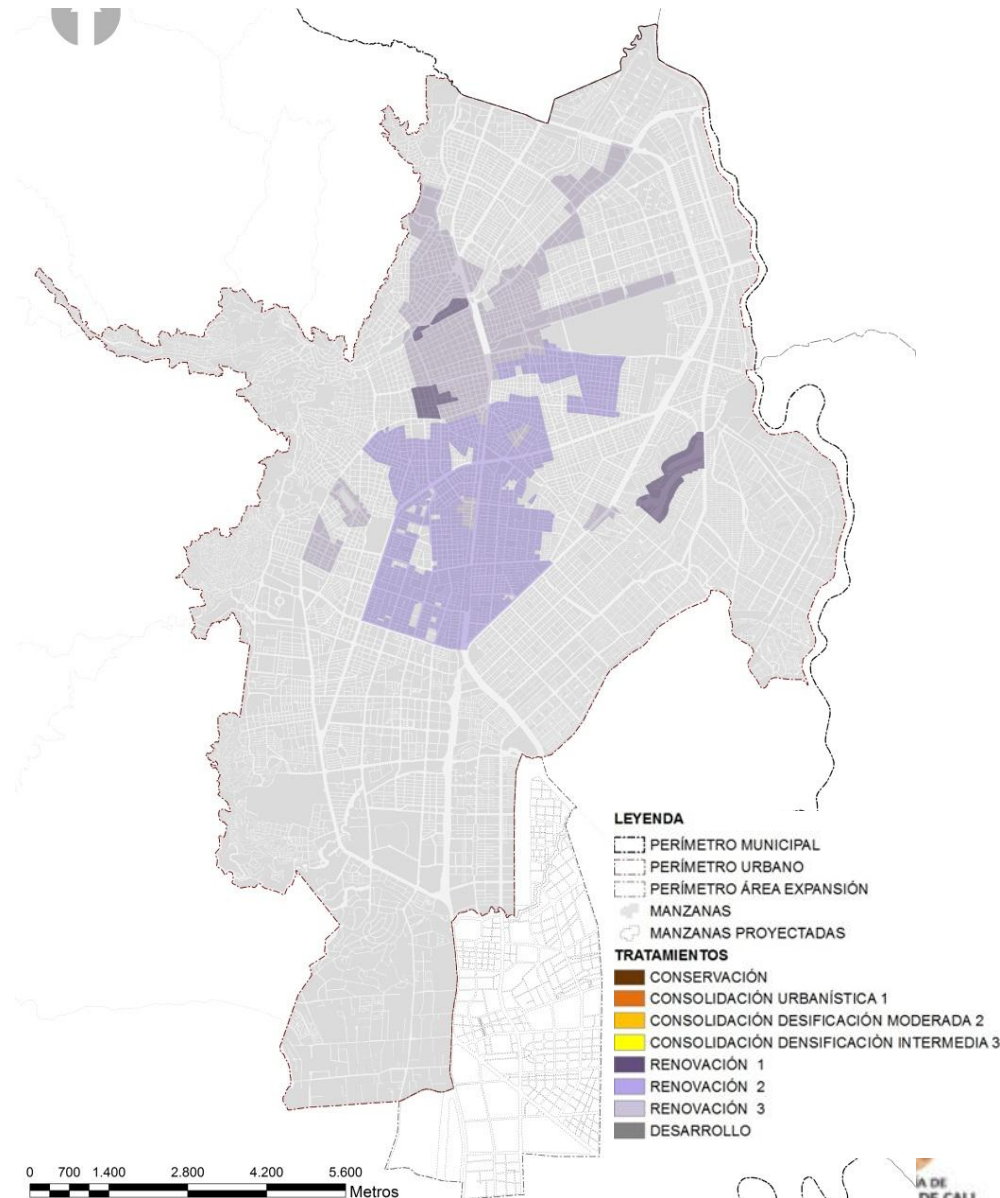 LEYENDA
PERÍMETRO MUNICIPAL
PERÍMETRO URBANO
PERÍMETRO ÁREA EXPANSIÓN
MANZANAS
MANZANAS PROYECTADAS
TRATAMIENTOS
CONSERVACIÓN
CONSOLIDACIÓN URBANÍSTICA 1
CONSOLIDACIÓN DESIFICACIÓN MODERADA 2
CONSOLIDACIÓN DENSIFICACIÓN INTERMEDIA 3
RENOVACIÓN 1
RENOVACIÓN 2
RENOVACIÓN 3
DESARROLLO
0 700 1.400 2.800 4.200 5.600
Metros
A DE
DE CALI